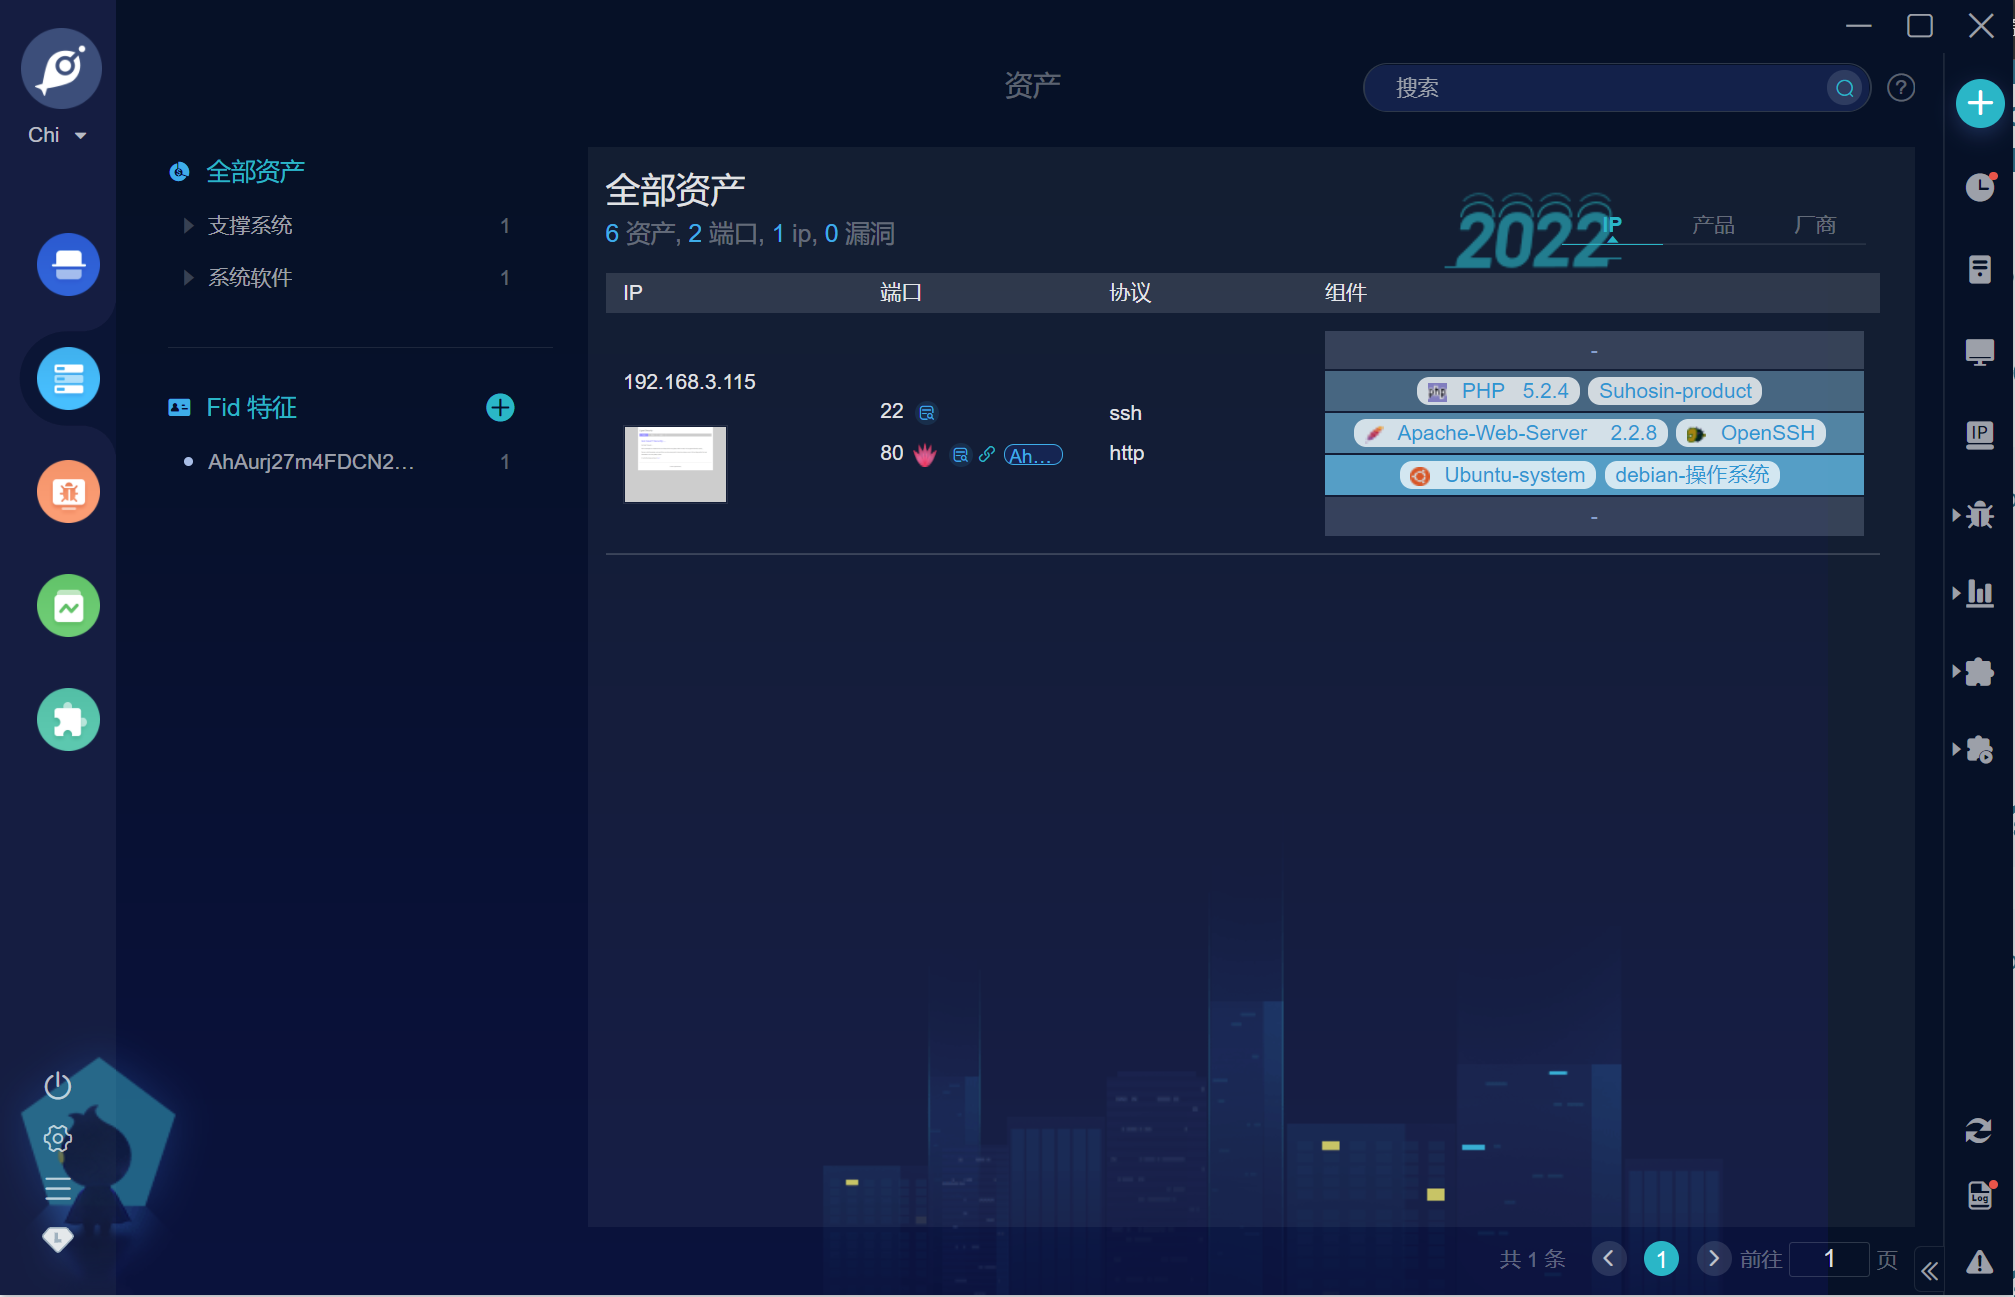 资产
搜索
?
Chi
全部资产
支撑系统 1
系统软件 1
Fid 特征
AhAurj27m4FDCN2... 1
全部资产
6 资产, 2 端口, 1 ip, 0 漏洞
2022
IP 产品 厂商
IP 端口 协议 组件
192.168.3.115
22 ssh
80 Ah... http
-
PHP 5.2.4 Suhosin-product
Apache-Web-Server 2.2.8 OpenSSH
Ubuntu-system debian-操作系统
-
IP
Log
共 1 条 1 前往 1 页